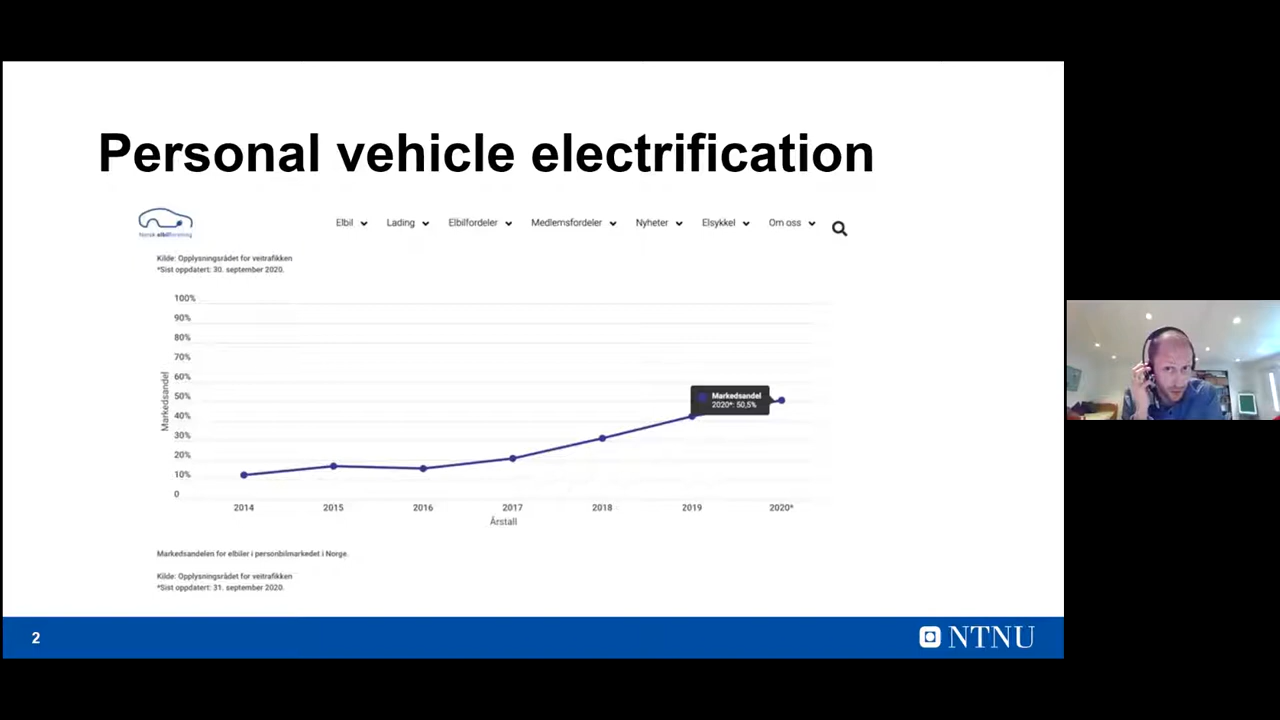 Personal vehicle electrification
Norsk elbilforening
Elbil Lading Elbilfordeler Medlemsfordeler Nyheter Elsykkel Om oss
Kilde: Opplysningsrådet for veitrafikken
*Sist oppdatert: 30. september 2020.
100%
90%
80%
70%
60%
50%
40%
30%
20%
10%
0
Markedsandel
Markedsandel
2020*: 50,5%
2014 2015 2016 2017 2018 2019 2020*
Årstall
Markedsandelen for elbiler i personbilmarkedet i Norge.
Kilde: Opplysningsrådet for veitrafikken
*Sist oppdatert: 31. september 2020.
2
NTNU